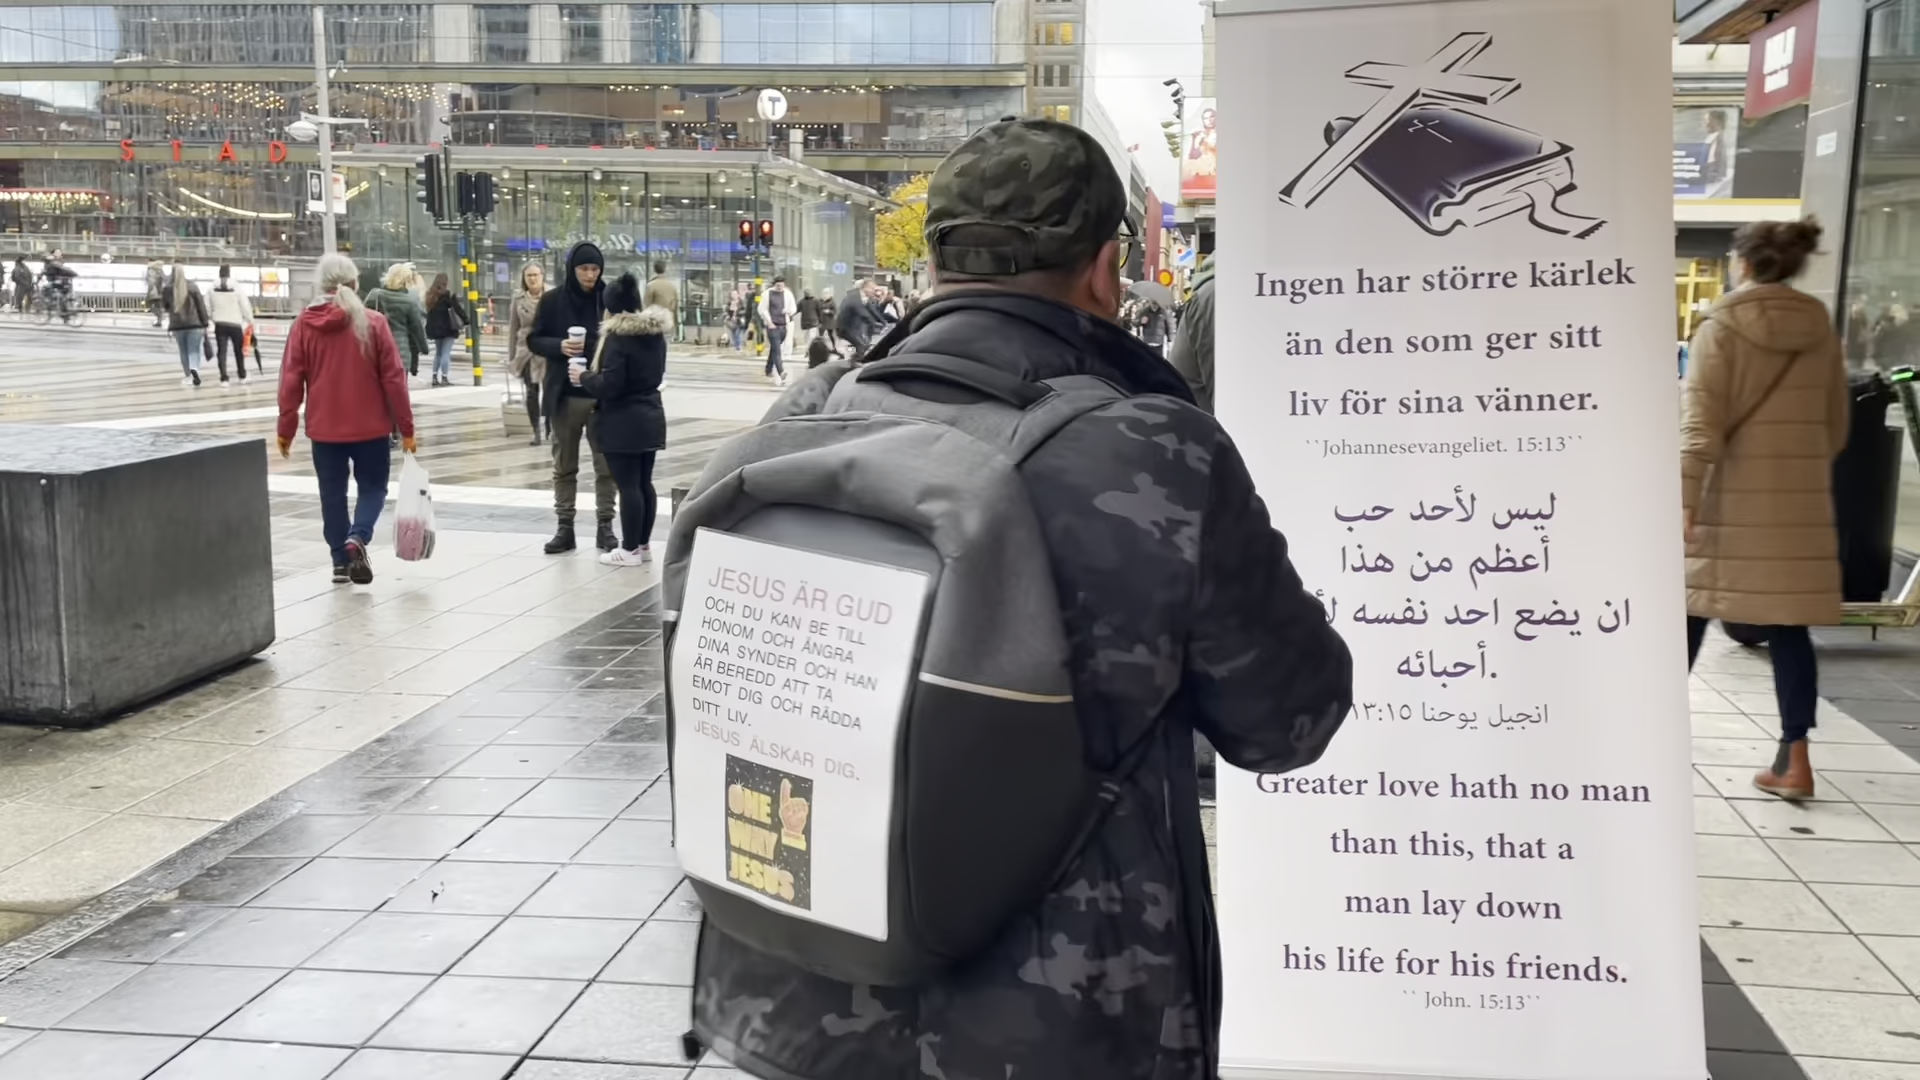 STAD
T
Ingen har större kärlek
än den som ger sitt
liv för sina vänner.
``Johannesevangeliet. 15:13``
ليس لأحد حب
أعظم من هذا
ان يضع احد نفسه
أحبائه.
انجيل يوحنا ١٣:١٥
Greater love hath no man
than this, that a
man lay down
his life for his friends.
`` John. 15:13``
JESUS ÄR GUD
OCH DU KAN BE TILL
HONOM OCH ÅNGRA
DINA SYNDER OCH HAN
ÄR BEREDD ATT TA
EMOT DIG OCH RÄDDA
DITT LIV.
JESUS ÄLSKAR DIG.
ONE
WAY
JESUS